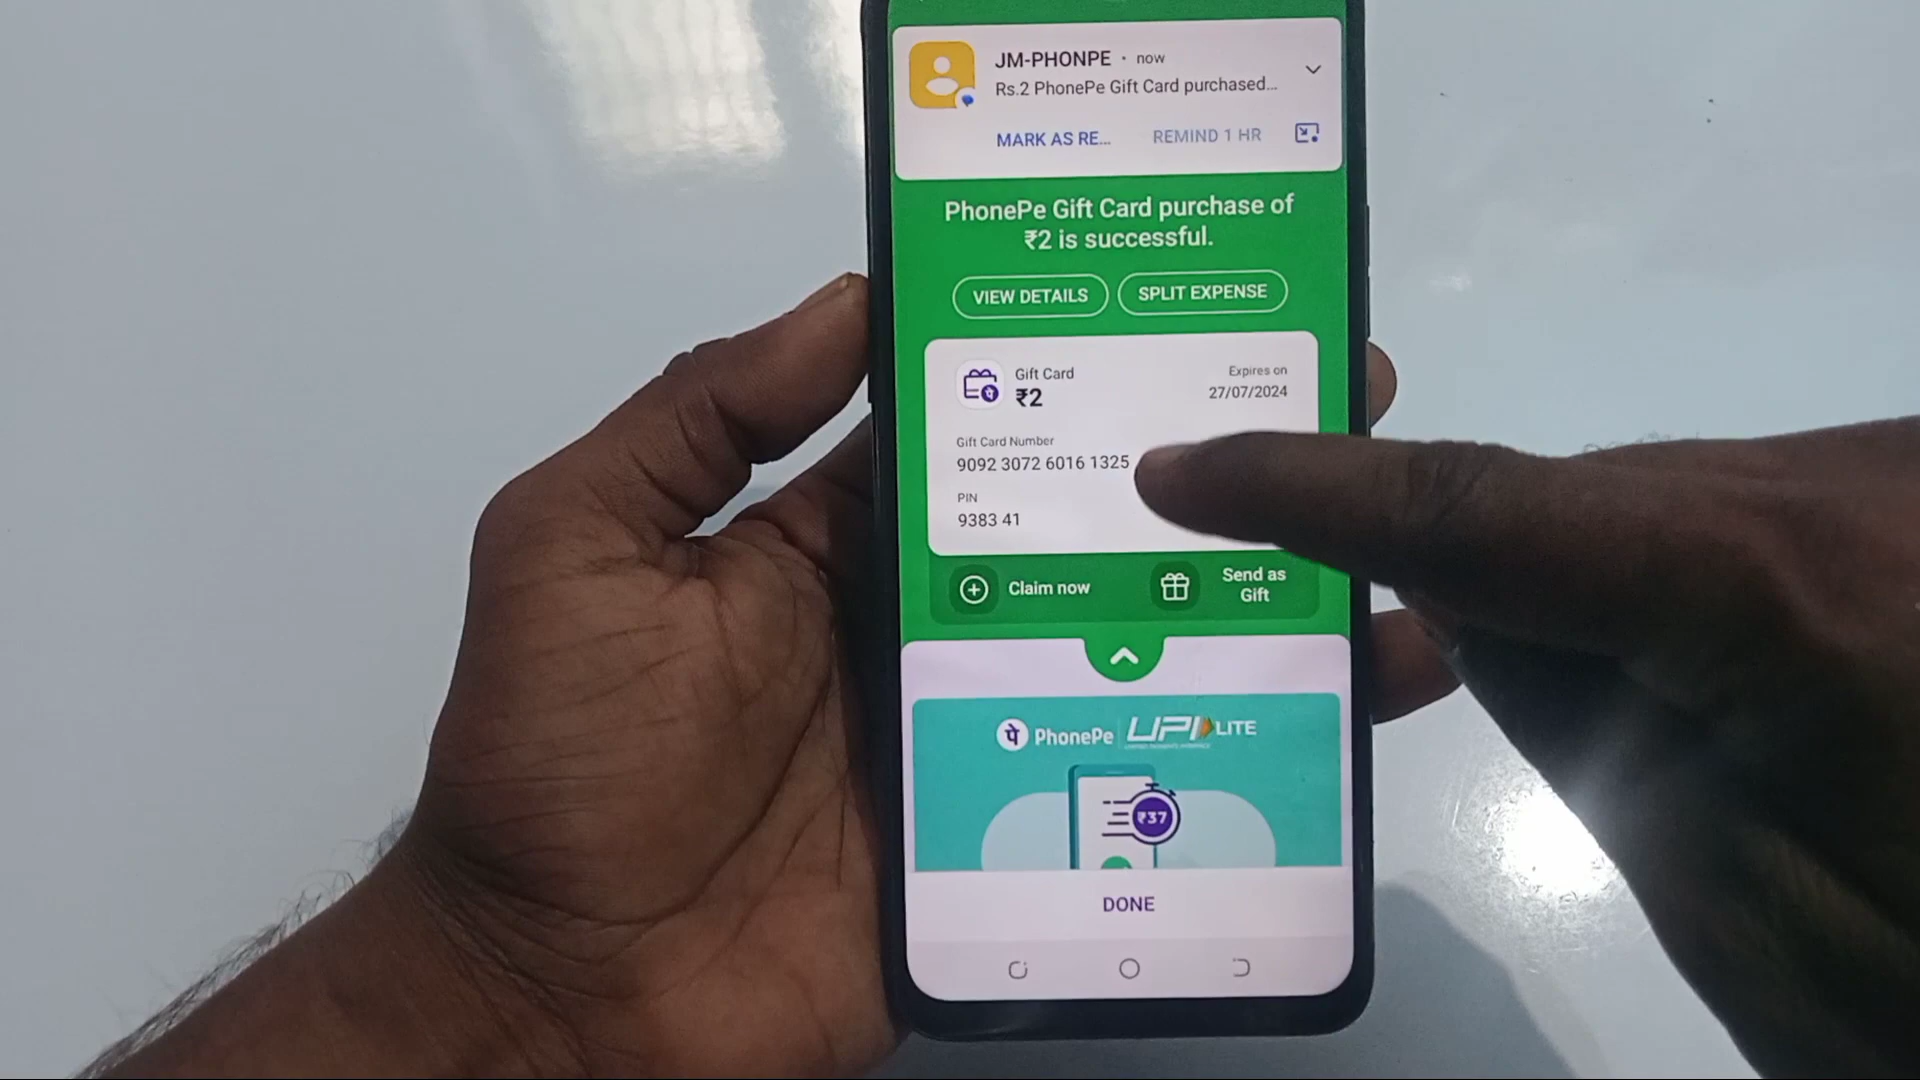 JM-PHONPE · now
Rs.2 PhonePe Gift Card purchased...
MARK AS RE...
REMIND 1 HR
PhonePe Gift Card purchase of
₹2 is successful.
VIEW DETAILS
SPLIT EXPENSE
Gift Card
₹2
Expires on
27/07/2024
Gift Card Number
9092 3072 6016 1325
PIN
9383 41
Claim now
Send as
Gift
पे PhonePe
UPI LITE
₹37
DONE